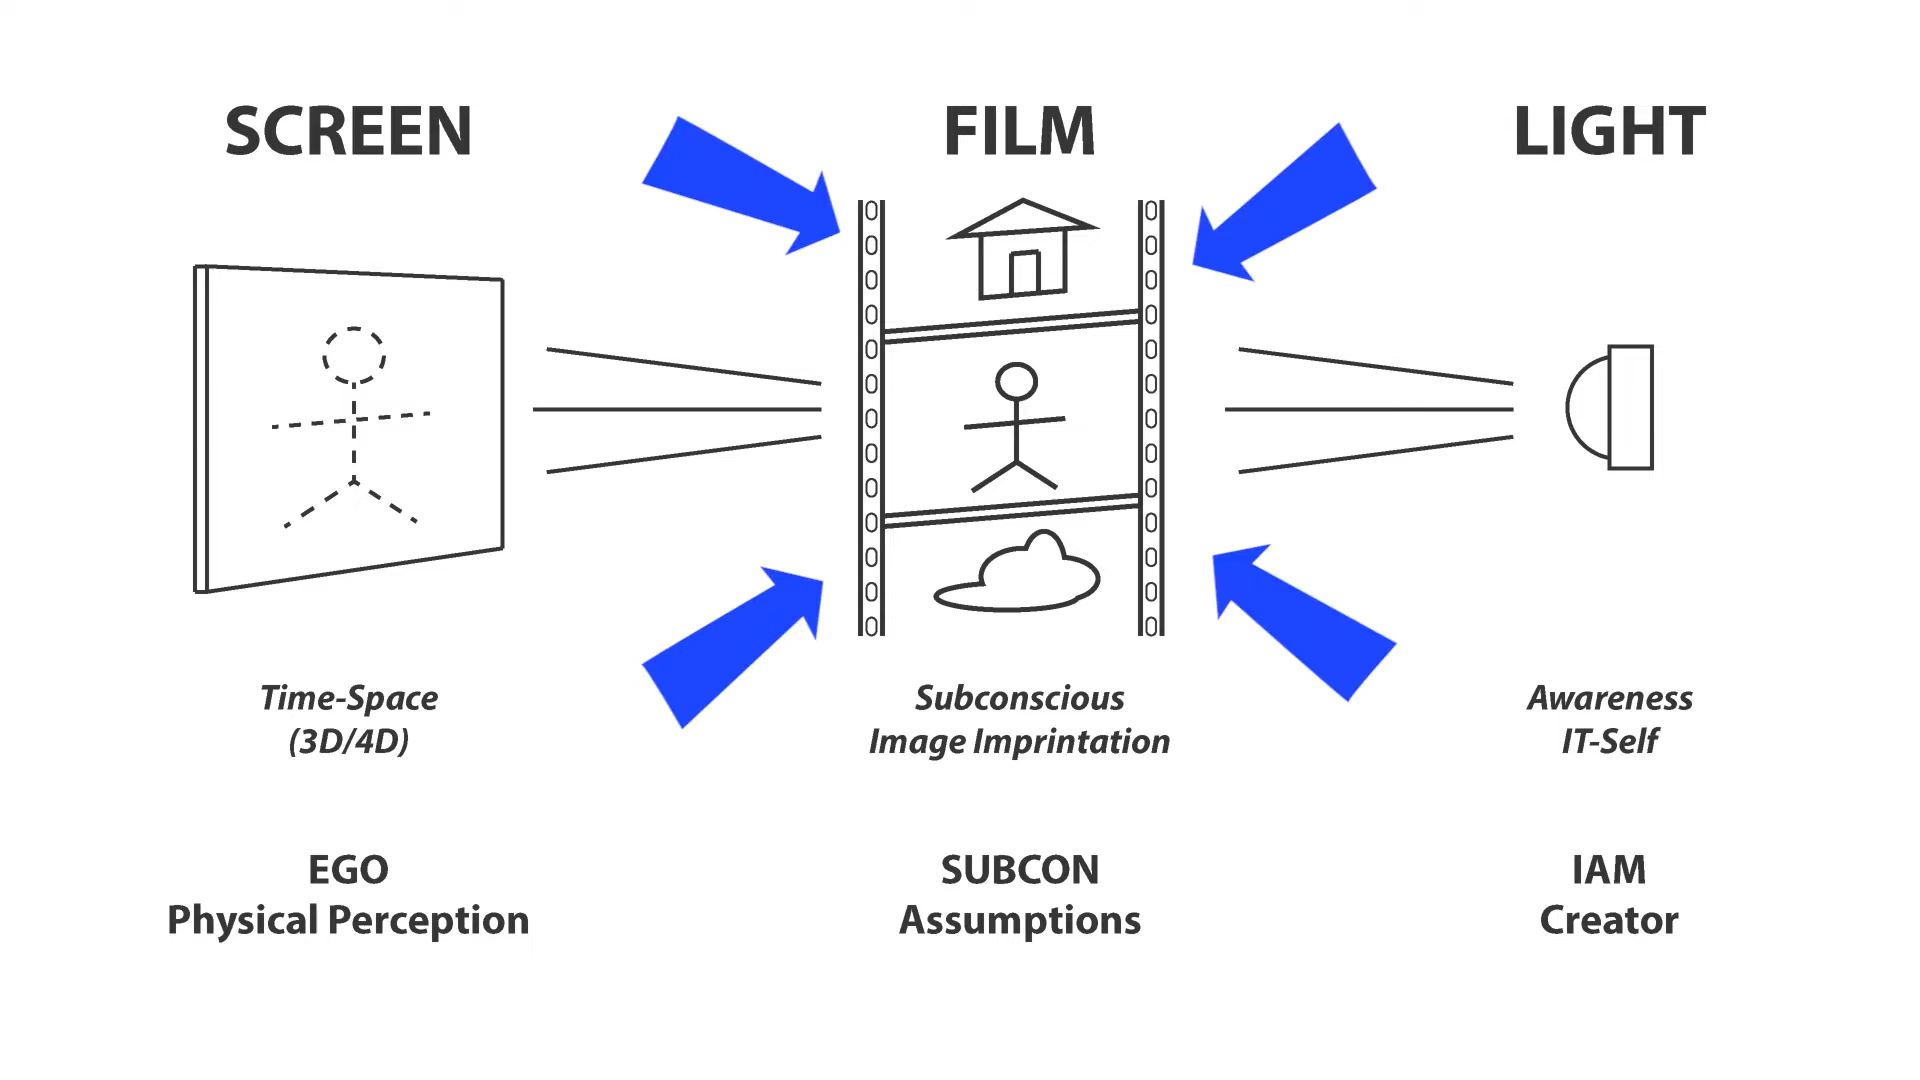 SCREEN
FILM
LIGHT
Time-Space
(3D/4D)
Subconscious
Image Imprintation
Awareness
IT-Self
EGO
Physical Perception
SUBCON
Assumptions
IAM
Creator